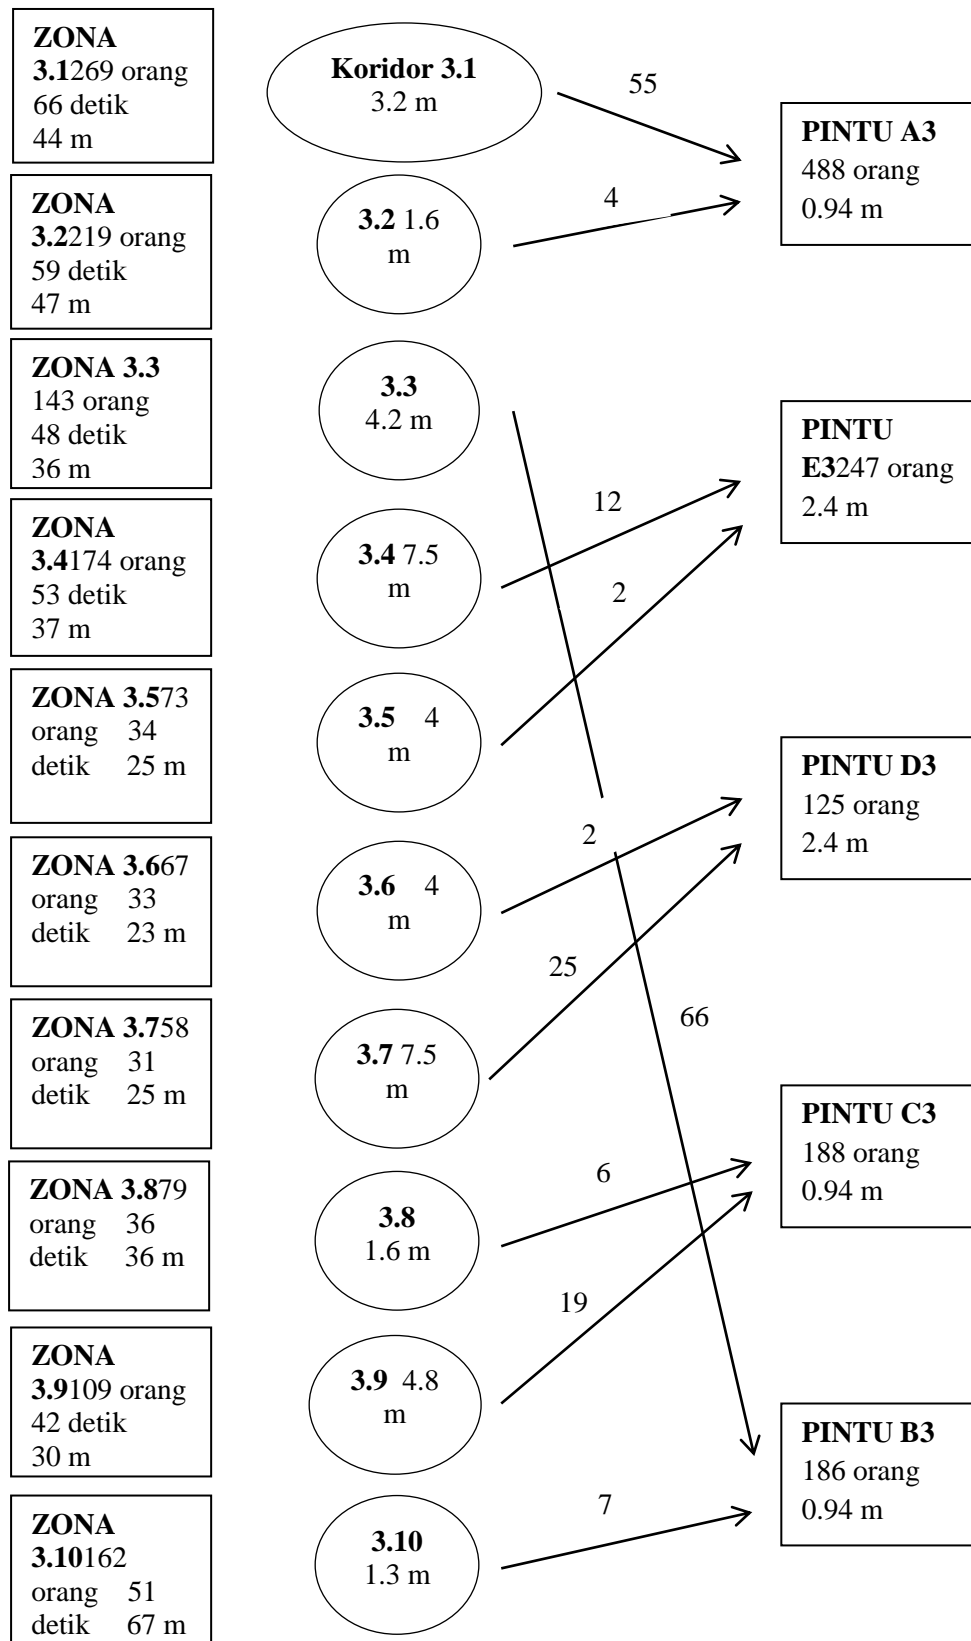 ZONA
3.1269 orang
66 detik
44 m
Koridor 3.1
3.2 m
55
PINTU A3
488 orang
0.94 m
ZONA
3.2219 orang
59 detik
47 m
3.2 1.6
m
4
ZONA 3.3
143 orang
48 detik
36 m
3.3
4.2 m
PINTU
E3247 orang
2.4 m
ZONA
3.4174 orang
53 detik
37 m
3.4 7.5
m
12
2
ZONA 3.573
orang 34
detik 25 m
3.5 4
m
PINTU D3
125 orang
2.4 m
ZONA 3.667
orang 33
detik 23 m
3.6 4
m
2
25
ZONA 3.758
orang 31
detik 25 m
3.7 7.5
m
66
PINTU C3
188 orang
0.94 m
ZONA 3.879
orang 36
detik 36 m
3.8
1.6 m
6
19
ZONA
3.9109 orang
42 detik
30 m
3.9 4.8
m
PINTU B3
186 orang
0.94 m
ZONA
3.10162
orang 51
detik 67 m
3.10
1.3 m
7